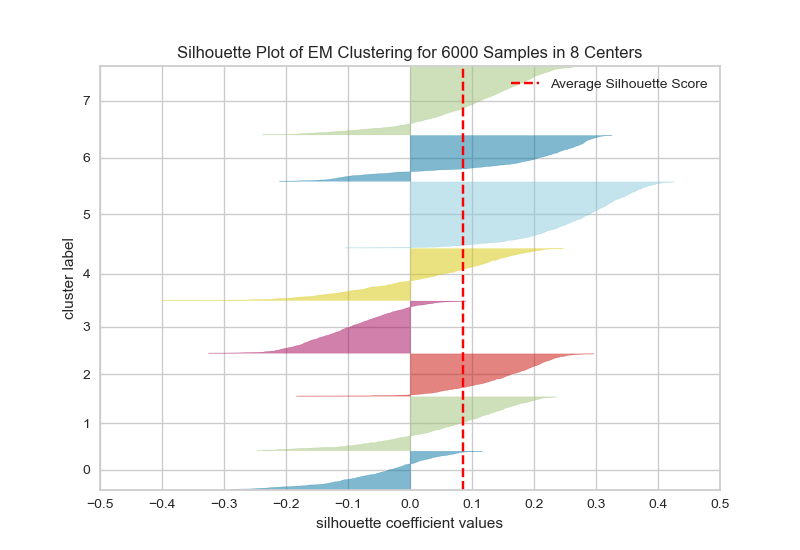 Silhouette Plot of EM Clustering for 6000 Samples in 8 Centers
Average Silhouette Score
cluster label
7
6
5
4
3
2
1
0
−0.5 −0.4 −0.3 −0.2 −0.1 0.0 0.1 0.2 0.3 0.4 0.5
silhouette coefficient values